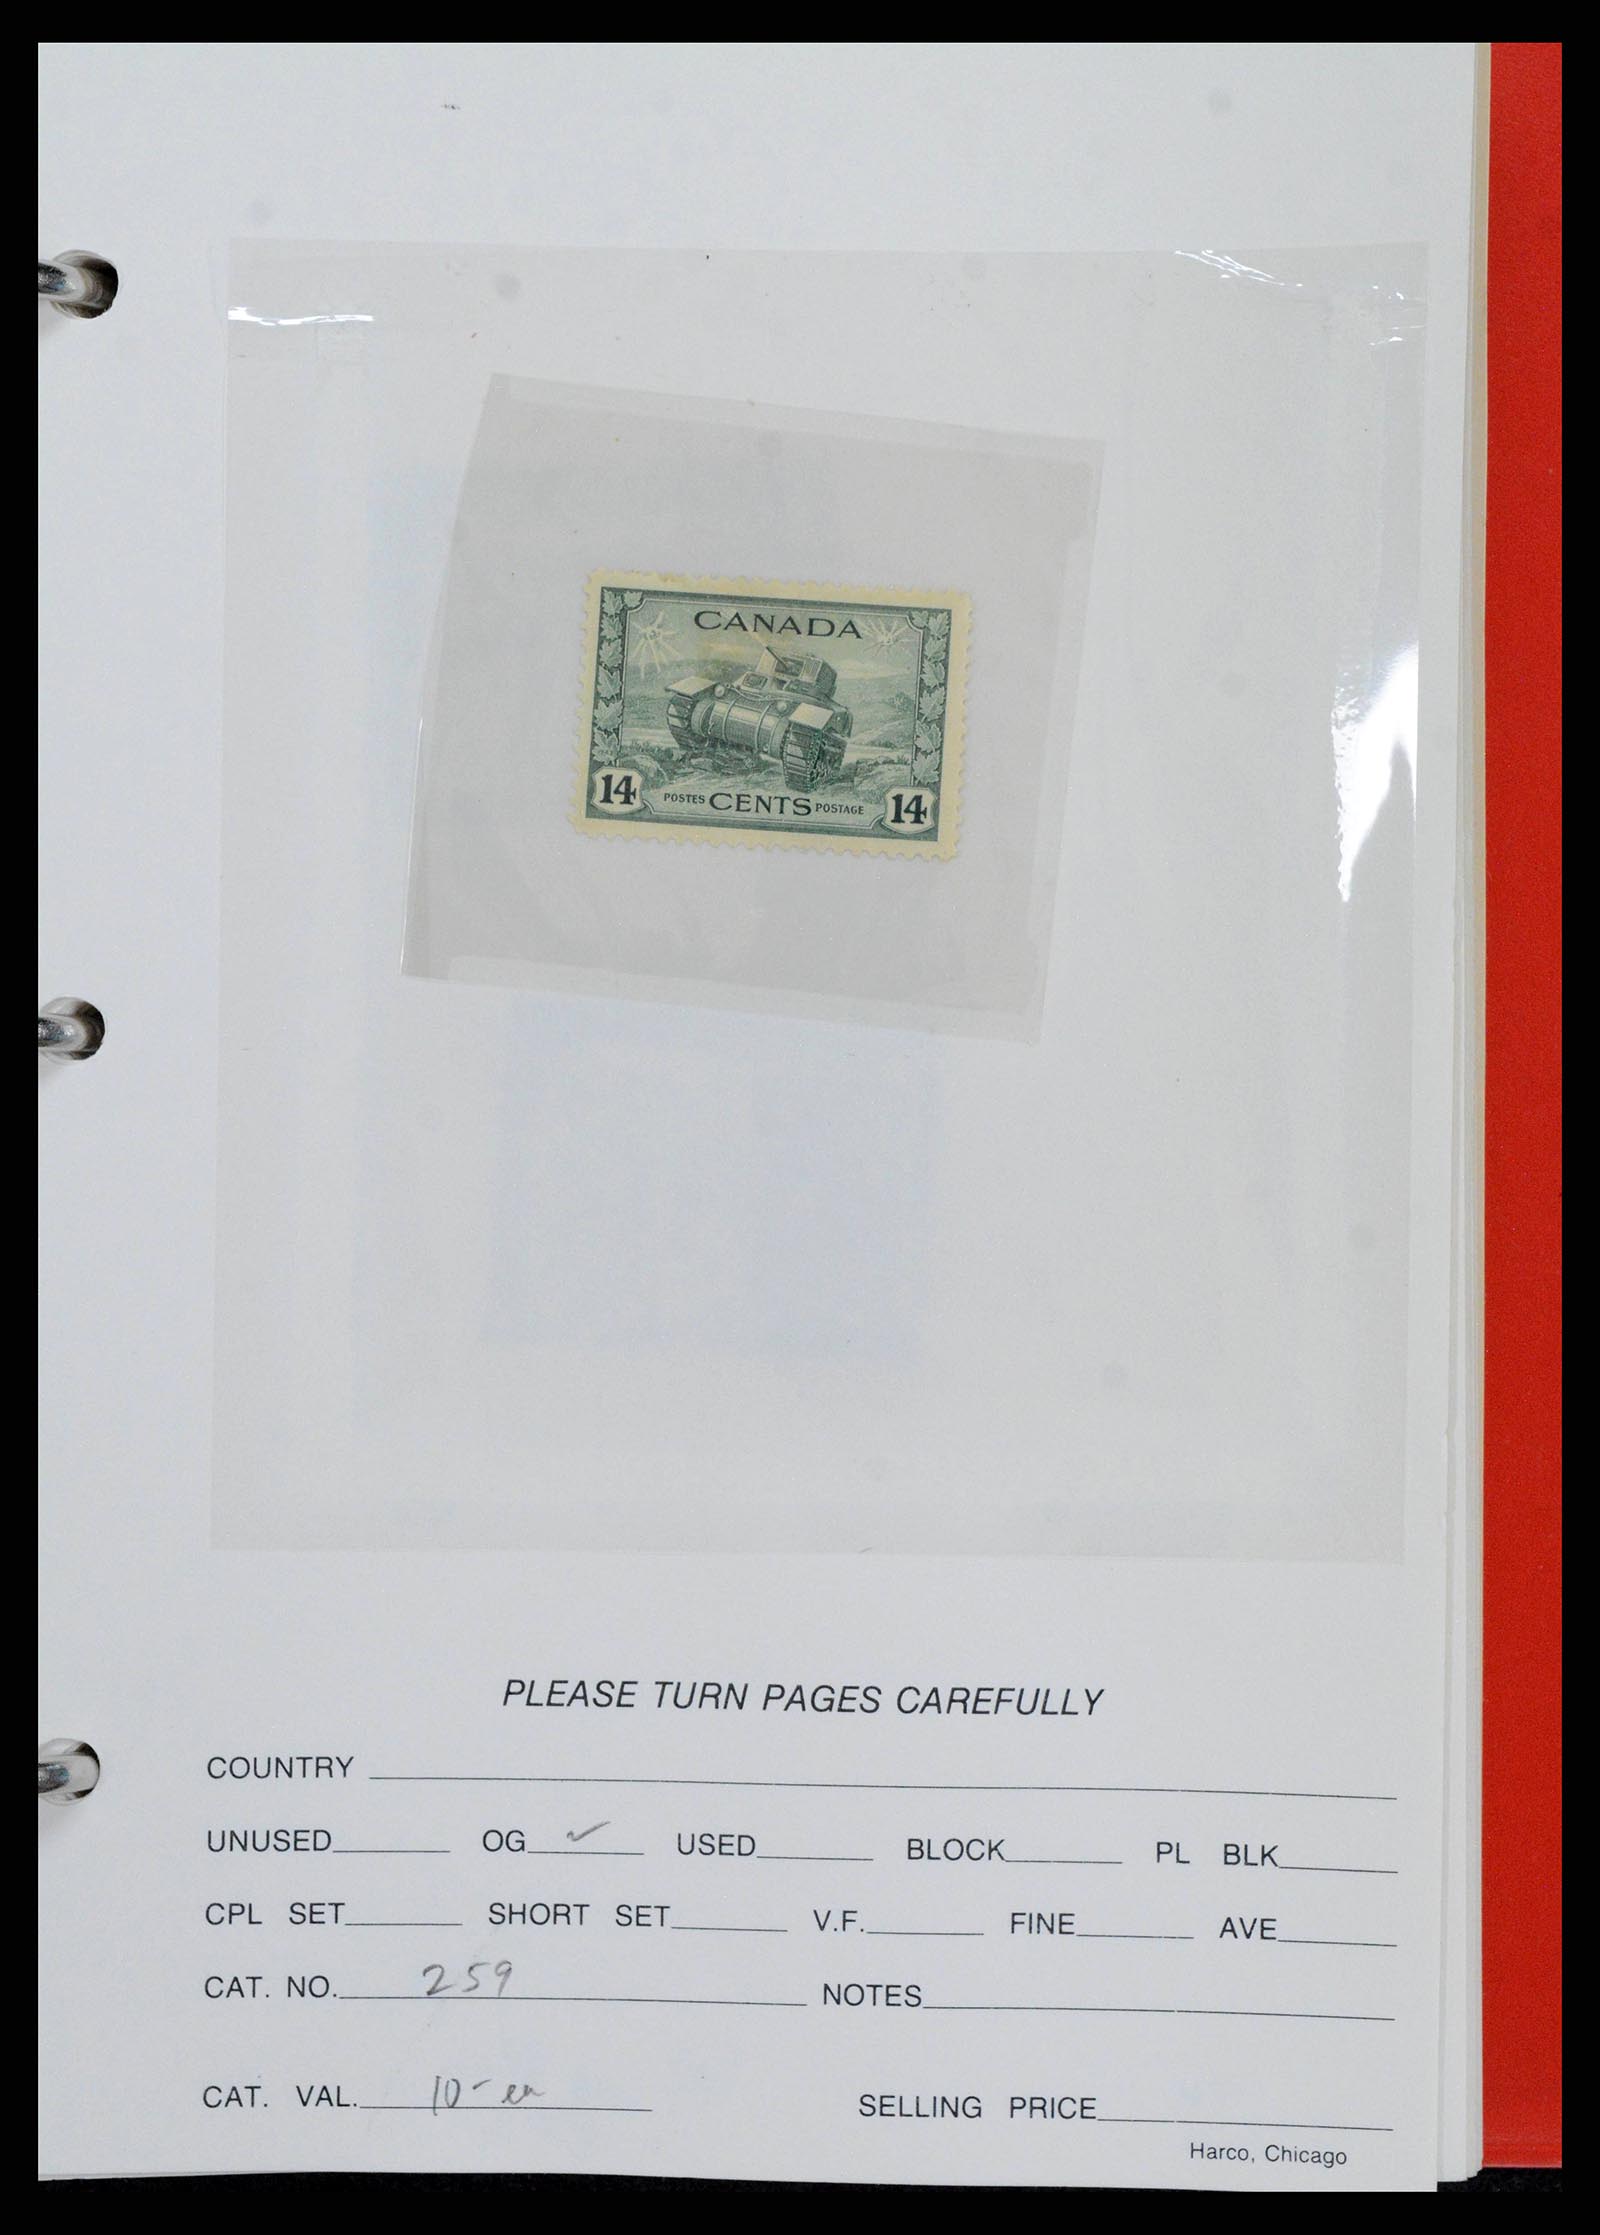 CANADA
14 POSTES CENTS POSTAGE 14
PLEASE TURN PAGES CAREFULLY
COUNTRY
UNUSED OG ✓ USED BLOCK PL BLK
CPL SET SHORT SET V.F. FINE AVE
CAT. NO. 259 NOTES
CAT. VAL. 10- ea SELLING PRICE
Harco, Chicago